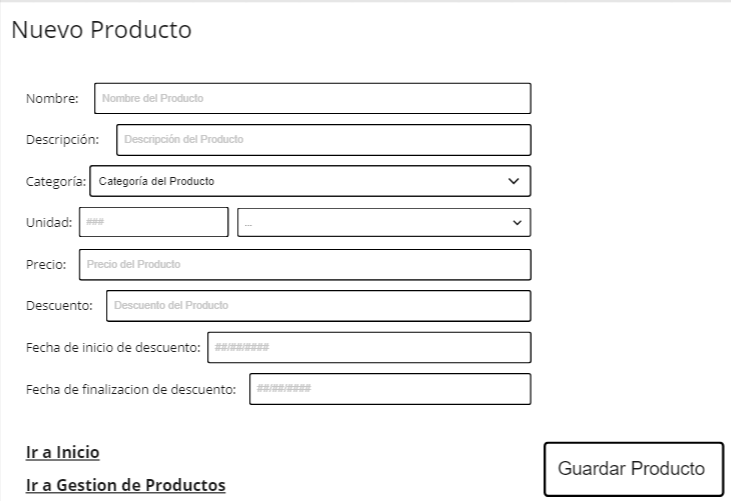 Nuevo Producto
Nombre: Nombre del Producto
Descripción: Descripción del Producto
Categoría: Categoría del Producto
Unidad: ### ...
Precio: Precio del Producto
Descuento: Descuento del Producto
Fecha de inicio de descuento: ##/##/####
Fecha de finalizacion de descuento: ##/##/####
Ir a Inicio
Guardar Producto
Ir a Gestion de Productos